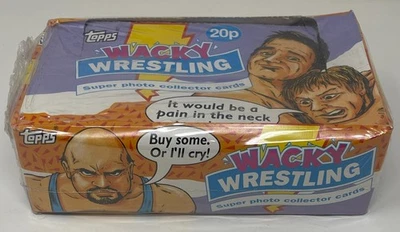 Topps
20p
WACKY
WRESTLING
Super photo collector cards
It would be a
pain in the neck
Topps
Buy some.
Or I'll cry!
WACKY
WRESTLING
Super photo collector cards